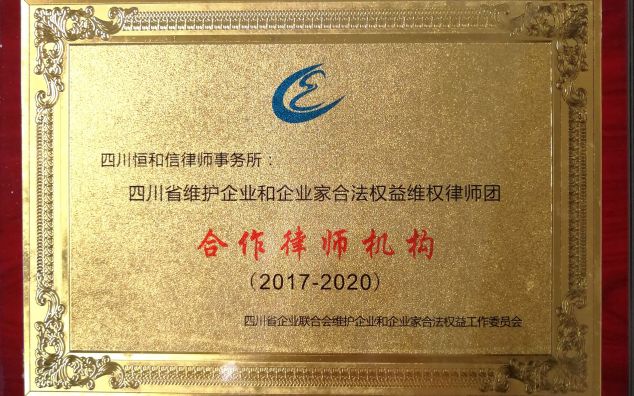 四川恒和信律师事务所：
四川省维护企业和企业家合法权益维权律师团
合作律师机构
（2017-2020）
四川省企业联合会维护企业和企业家合法权益工作委员会